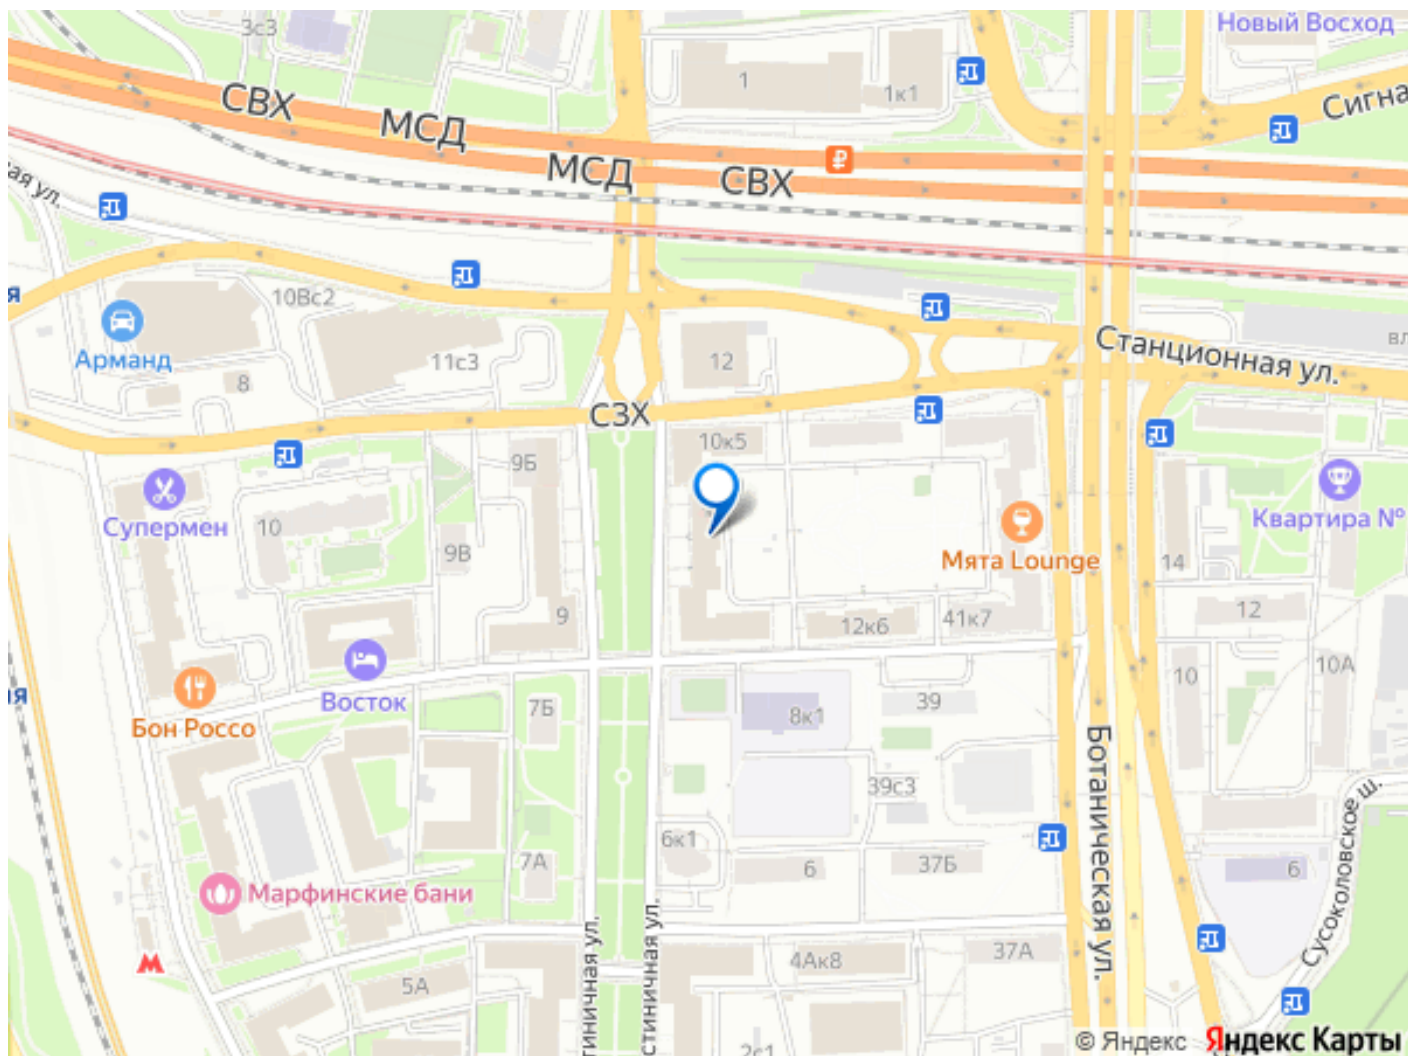 3с3
Новый Восход
СВХ
МСД
1
1к1
Сигна
МСД
СВХ
ая ул.
я
10Вс2
Арманд
11с3
8
12
Станционная ул.
вл
СЗХ
10к5
9Б
Супермен
10
9В
Мята Lounge
Квартира №
14
9
12к6
41к7
12
10А
Восток
Бон Россо
ая
7Б
8к1
39
10
Ботаническая ул.
39с3
6к1
7А
6
37Б
6
Сусоколовское ш.
Марфинские бани
тиничная ул.
стиничная ул.
5А
4Ак8
37А
2с1
© Яндекс Яндекс Карты